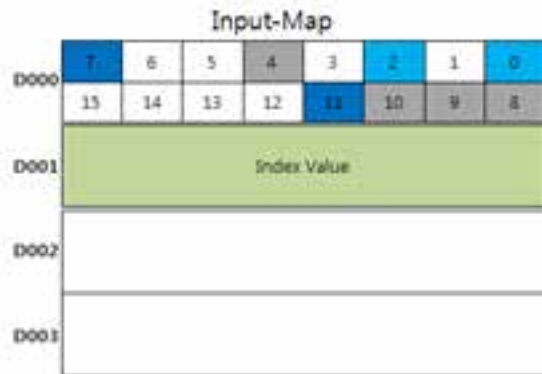 Input-Map
D000
7 6 5 4 3 2 1 0
15 14 13 12 11 10 9 8
D001
Index Value
D002
D003